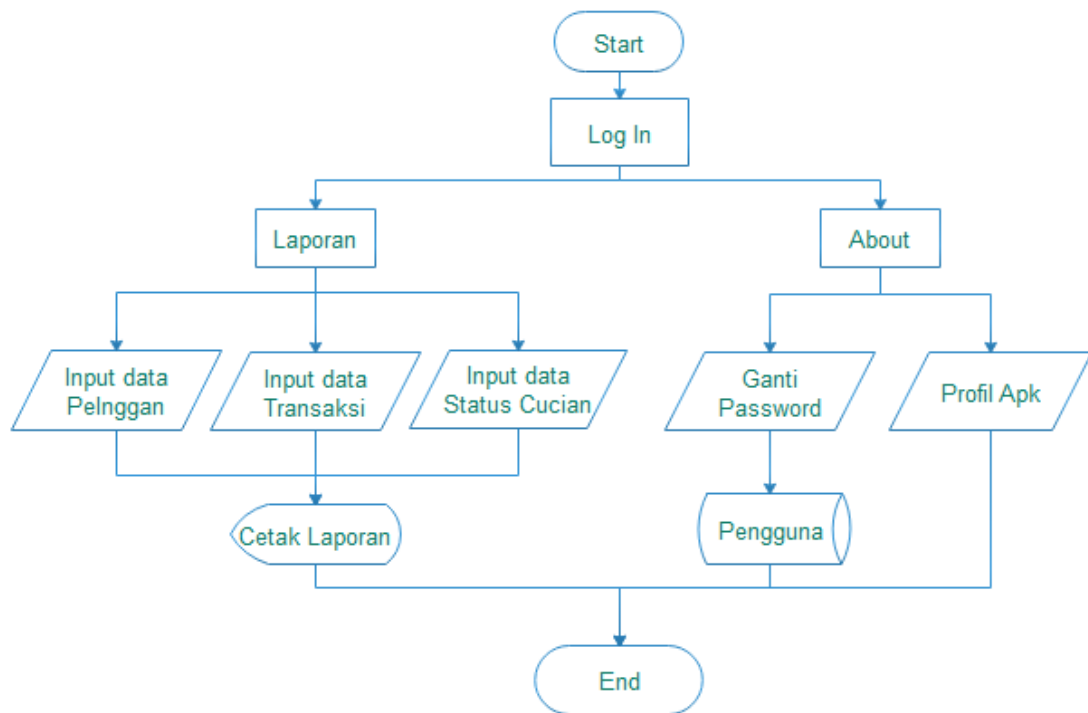 Start
Log In
Laporan
About
Input data
Pelnggan
Input data
Transaksi
Input data
Status Cucian
Ganti
Password
Profil Apk
Cetak Laporan
Pengguna
End